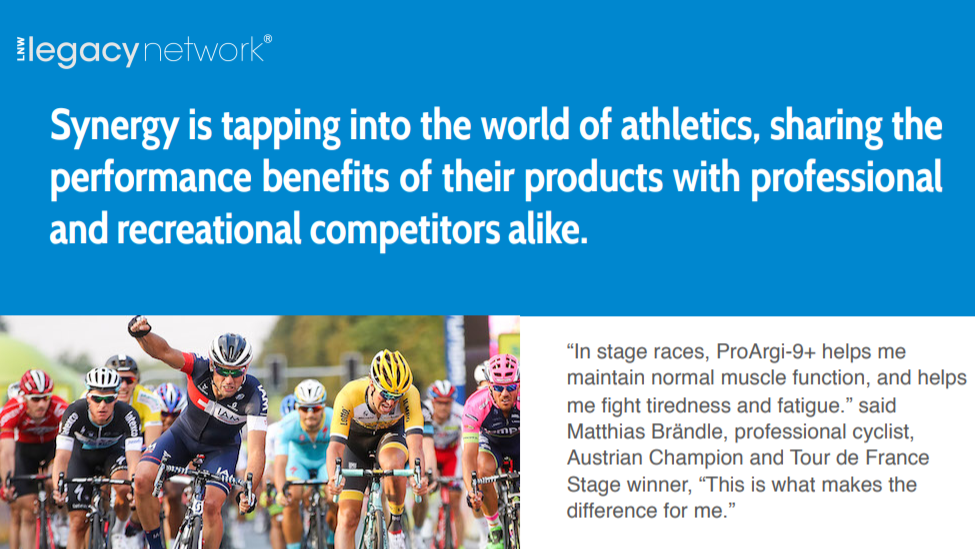 LNW legacynetwork®
Synergy is tapping into the world of athletics, sharing the
performance benefits of their products with professional
and recreational competitors alike.
IAM
“In stage races, ProArgi-9+ helps me
maintain normal muscle function, and helps
me fight tiredness and fatigue.” said
Matthias Brändle, professional cyclist,
Austrian Champion and Tour de France
Stage winner, “This is what makes the
difference for me.”